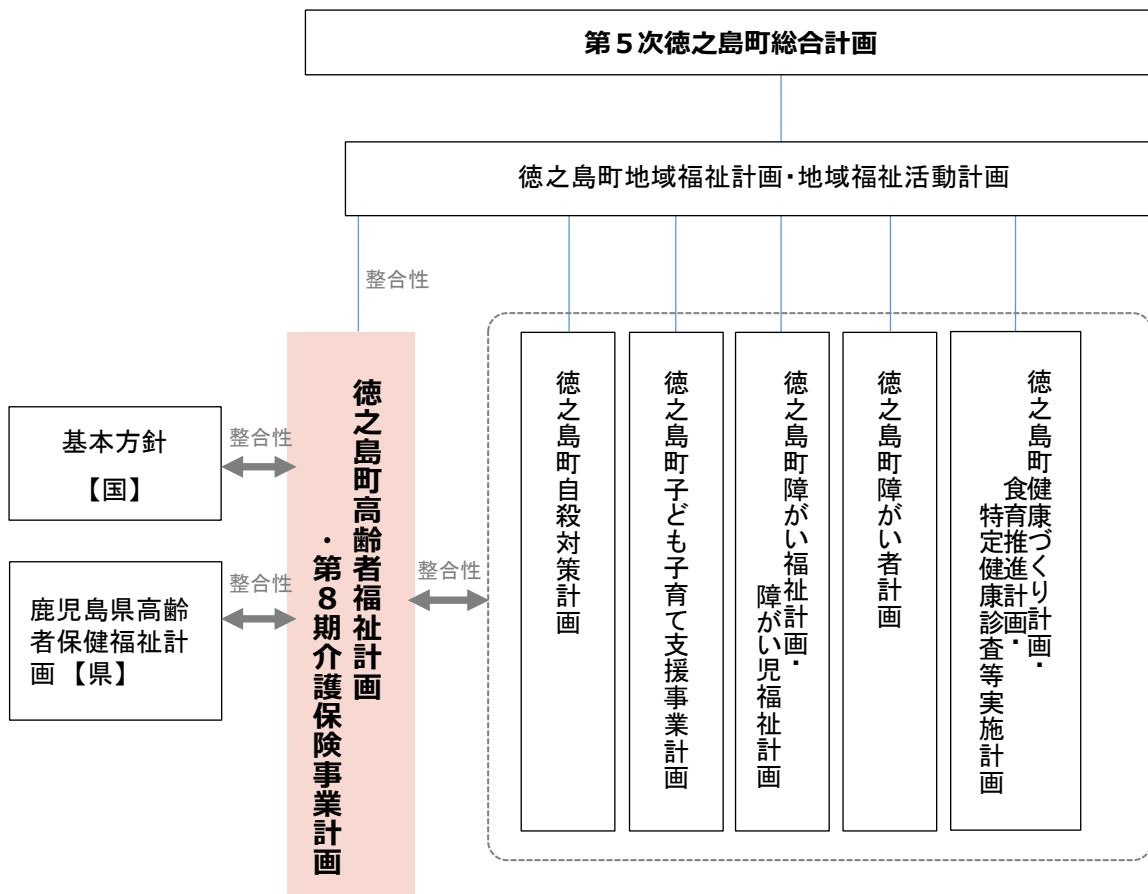 第５次徳之島町総合計画
徳之島町地域福祉計画・地域福祉活動計画
整合性
基本方針
【国】
整合性
鹿児島県高齢
者保健福祉計
画 【県】
整合性
徳之島町高齢者福祉計画
・第８期介護保険事業計画
整合性
徳之島町自殺対策計画
徳之島町子ども子育て支援事業計画
徳之島町障がい福祉計画・
障がい児福祉計画
徳之島町障がい者計画
徳之島町健康づくり計画・
食育推進計画・
特定健康診査等実施計画